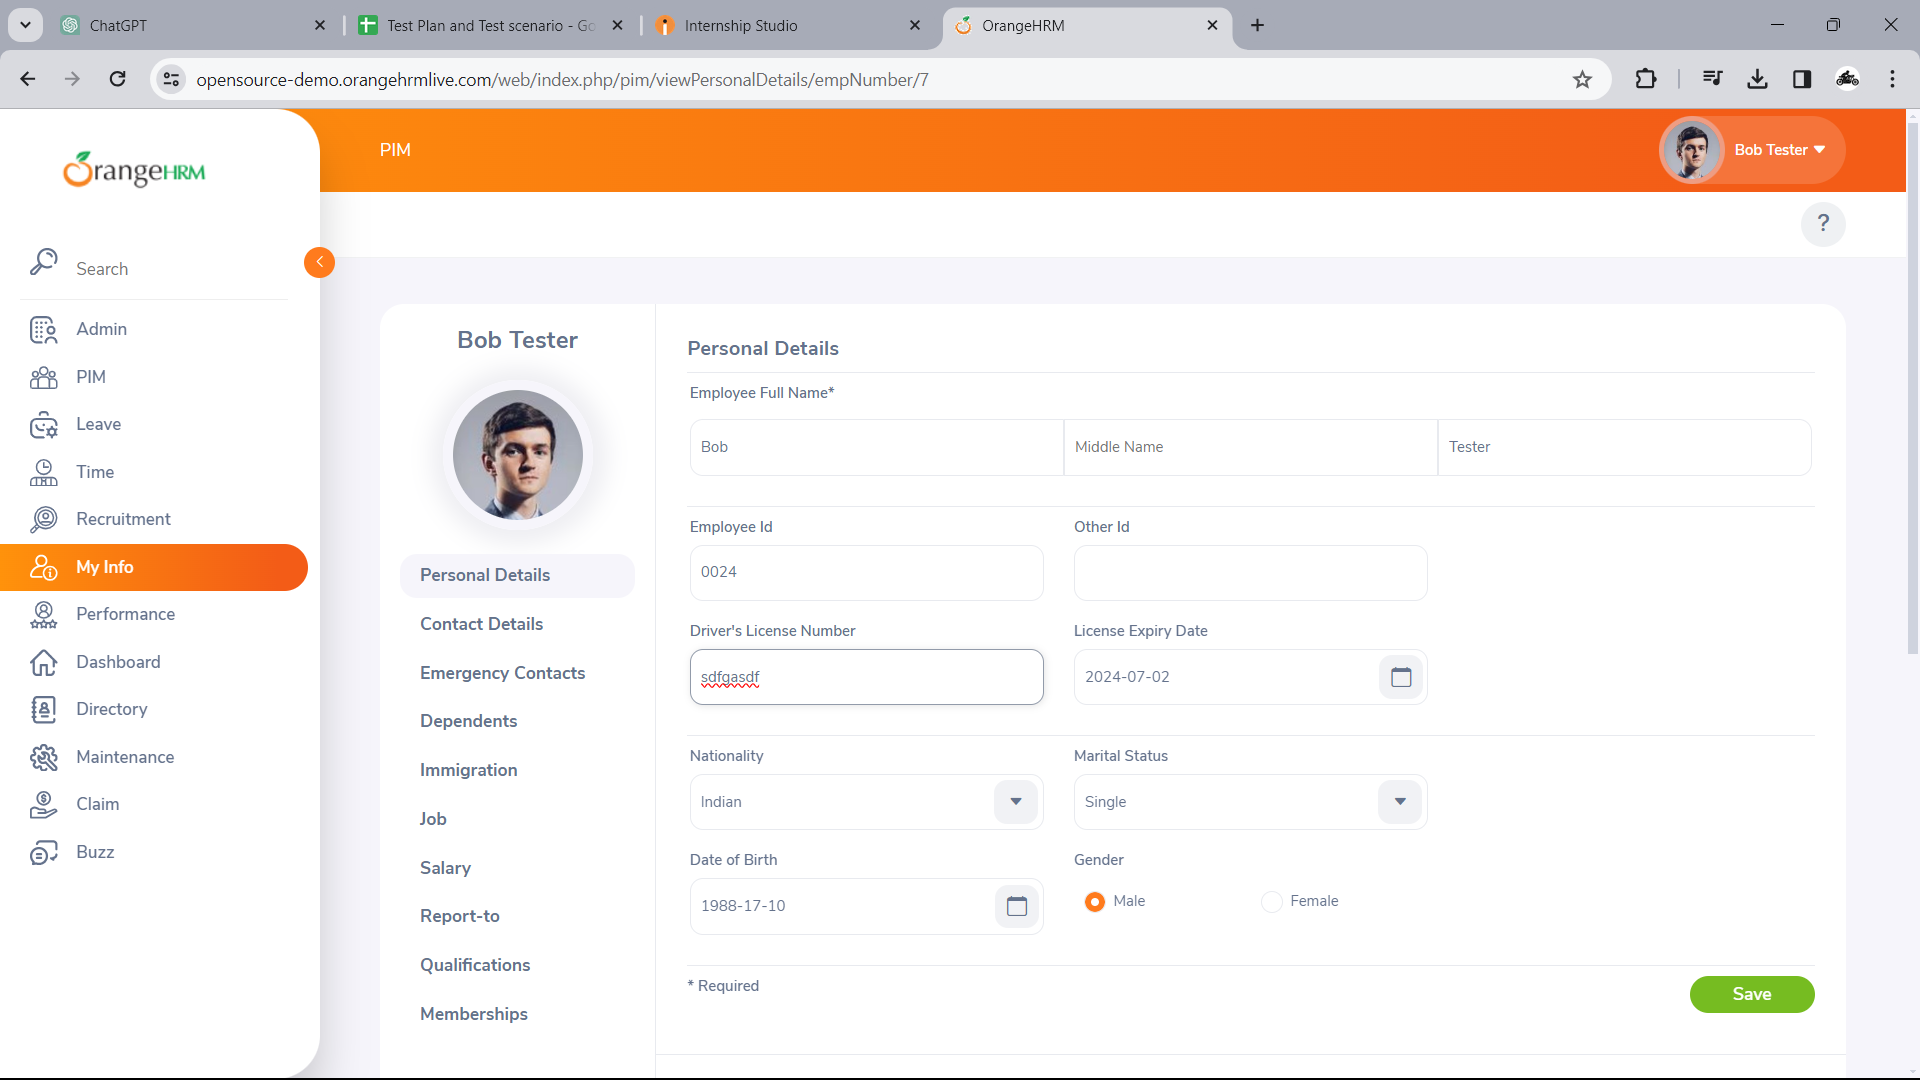 ChatGPT
Test Plan and Test scenario - Go
Internship Studio
OrangeHRM
opensource-demo.orangehrmlive.com/web/index.php/pim/viewPersonalDetails/empNumber/7
OrangeHRM
PIM
Bob Tester
?
Search
Admin
PIM
Leave
Time
Recruitment
My Info
Performance
Dashboard
Directory
Maintenance
Claim
Buzz
Bob Tester
Personal Details
Contact Details
Emergency Contacts
Dependents
Immigration
Job
Salary
Report-to
Qualifications
Memberships
Personal Details
Employee Full Name*
Bob Middle Name Tester
Employee Id Other Id
0024
Driver's License Number License Expiry Date
sdfgasdf 2024-07-02
Nationality Marital Status
Indian Single
Date of Birth Gender
1988-17-10 Male Female
* Required
Save